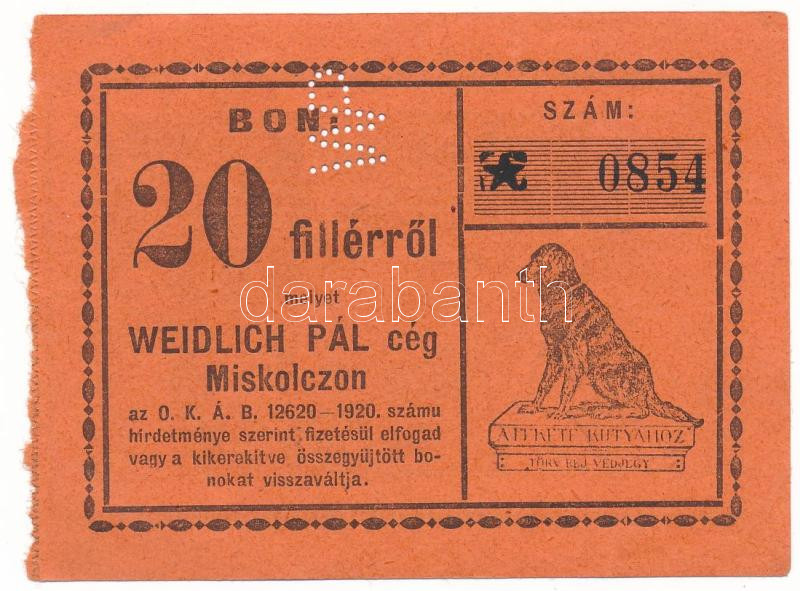 BON:
20 fillérről
melyet
WEIDLICH PÁL cég
Miskolczon
az O. K. Á. B. 12620—1920. számu
hirdetménye szerint fizetésül elfogad
vagy a kikerekitve összegyüjtött bo-
nokat visszaváltja.
SZÁM:
0854
A FEKETE KUTYÁHOZ
TÖRV. BEJ. VÉDJEGY
darabanth